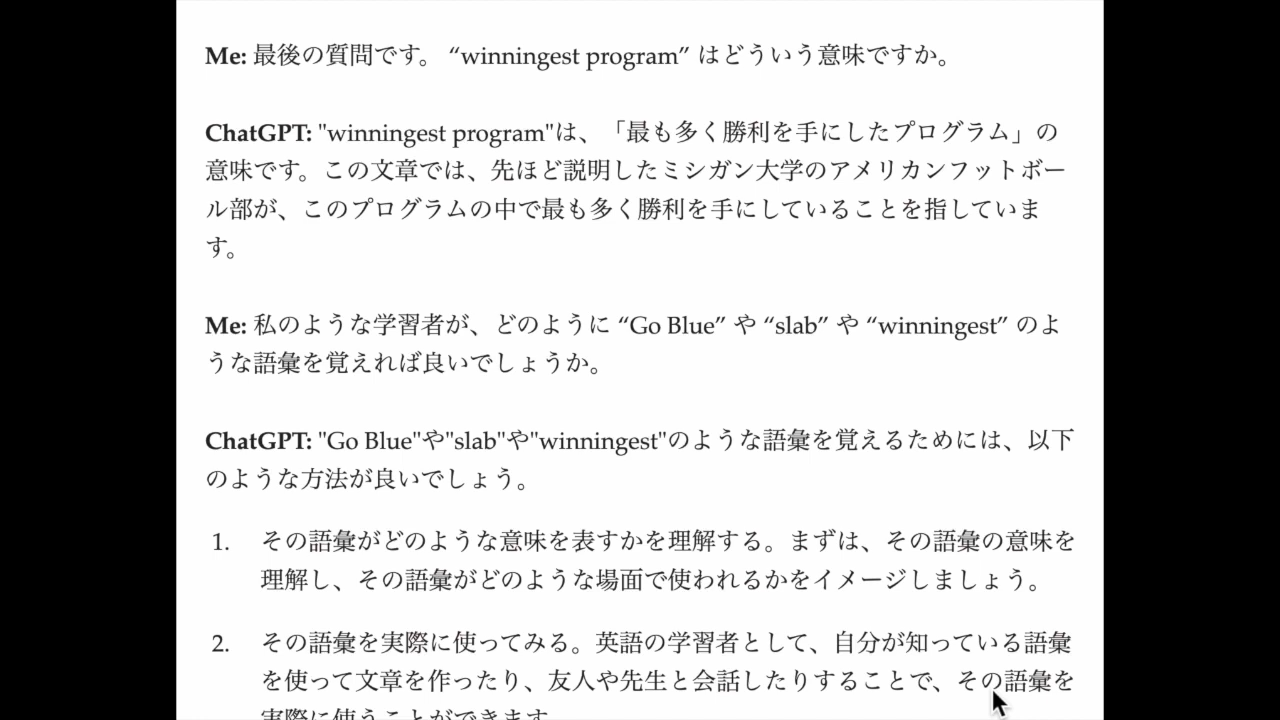 Me: 最後の質問です。 “winningest program” はどういう意味ですか。
ChatGPT: "winningest program"は、「最も多く勝利を手にしたプログラム」の
意味です。この文章では、先ほど説明したミシガン大学のアメリカンフットボー
ル部が、このプログラムの中で最も多く勝利を手にしていることを指していま
す。
Me: 私のような学習者が、どのように “Go Blue” や “slab” や “winningest” のよ
うな語彙を覚えれば良いでしょうか。
ChatGPT: "Go Blue"や"slab"や"winningest"のような語彙を覚えるためには、以下
のような方法が良いでしょう。
1. その語彙がどのような意味を表すかを理解する。まずは、その語彙の意味を
理解し、その語彙がどのような場面で使われるかをイメージしましょう。
2. その語彙を実際に使ってみる。英語の学習者として、自分が知っている語彙
を使って文章を作ったり、友人や先生と会話したりすることで、その語彙を
実際に使うことができます